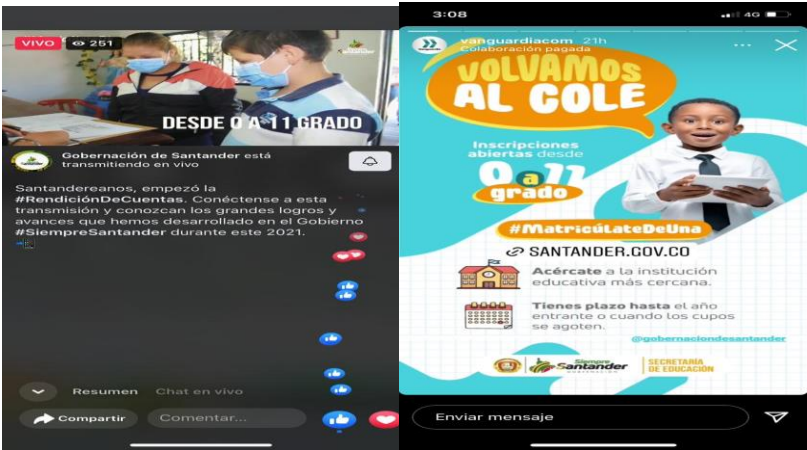 VIVO 251
DESDE 0 A 11 GRADO
Gobernación de Santander está
transmitiendo en vivo
Santandereanos, empezó la
#RendiciónDeCuentas. Conéctense a esta
transmisión y conozcan los grandes logros y
avances que hemos desarrollado en el Gobierno
#SiempreSantander durante este 2021.
Resumen Chat en vivo
Compartir Comentar...
3:08 4G
vanguardiacom 21h
Colaboración pagada
VOLVAMOS
AL COLE
Inscripciones
abiertas desde
0 a 11
grado
#MatricúlateDeUna
SANTANDER.GOV.CO
Acércate a la institución
educativa más cercana.
Tienes plazo hasta el año
entrante o cuando los cupos
se agoten.
@gobernaciondesantander
Siempre
Santander
SECRETARÍA
DE EDUCACIÓN
Enviar mensaje